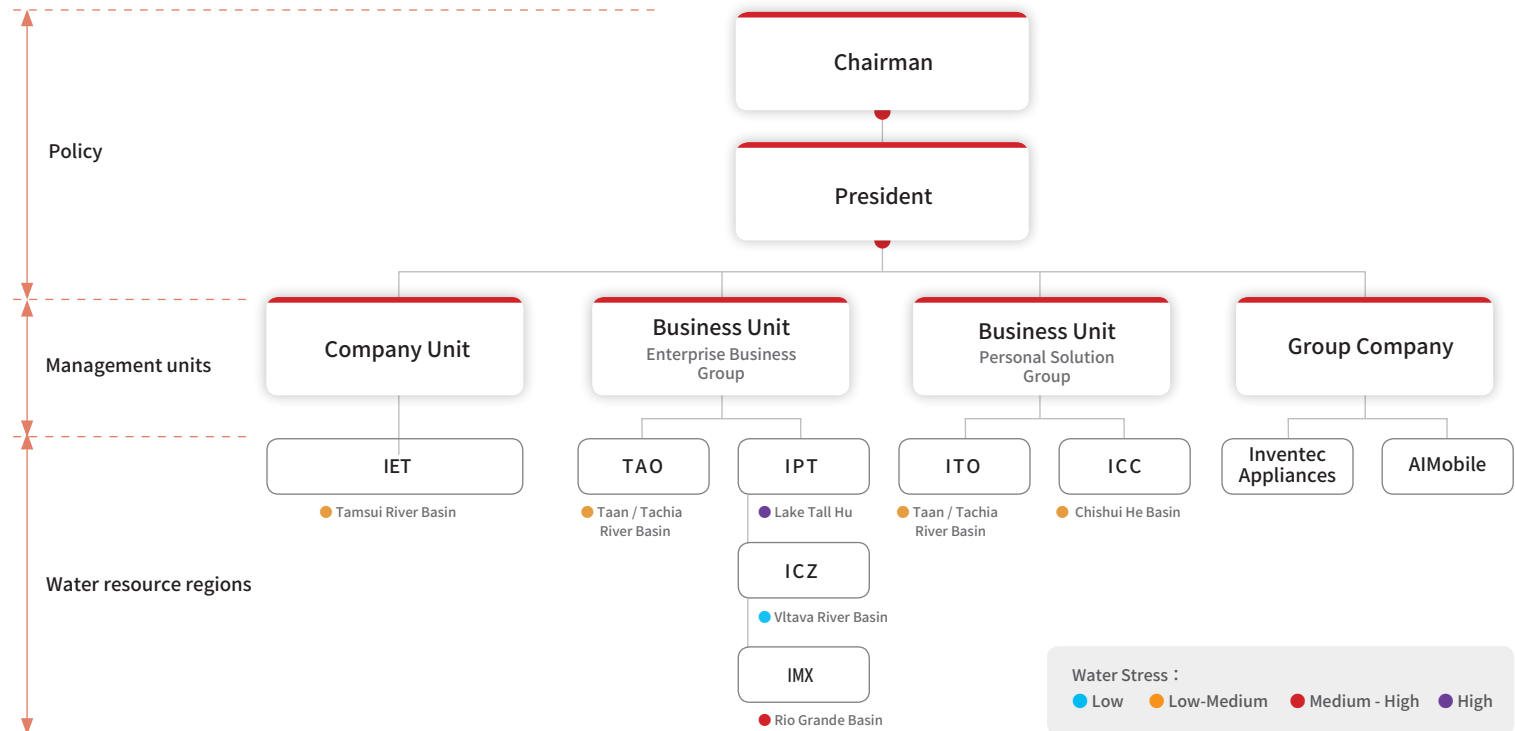 Chairman
Policy
President
Company Unit
Business Unit
Enterprise Business
Group
Business Unit
Personal Solution
Group
Group Company
Management units
IET
Tamsui River Basin
TAO
Taan / Tachia
River Basin
IPT
Lake Tall Hu
ITO
Taan / Tachia
River Basin
ICC
Chishui He Basin
Inventec
Appliances
AIMobile
Water resource regions
ICZ
Vltava River Basin
IMX
Rio Grande Basin
Water Stress：
Low
Low-Medium
Medium - High
High